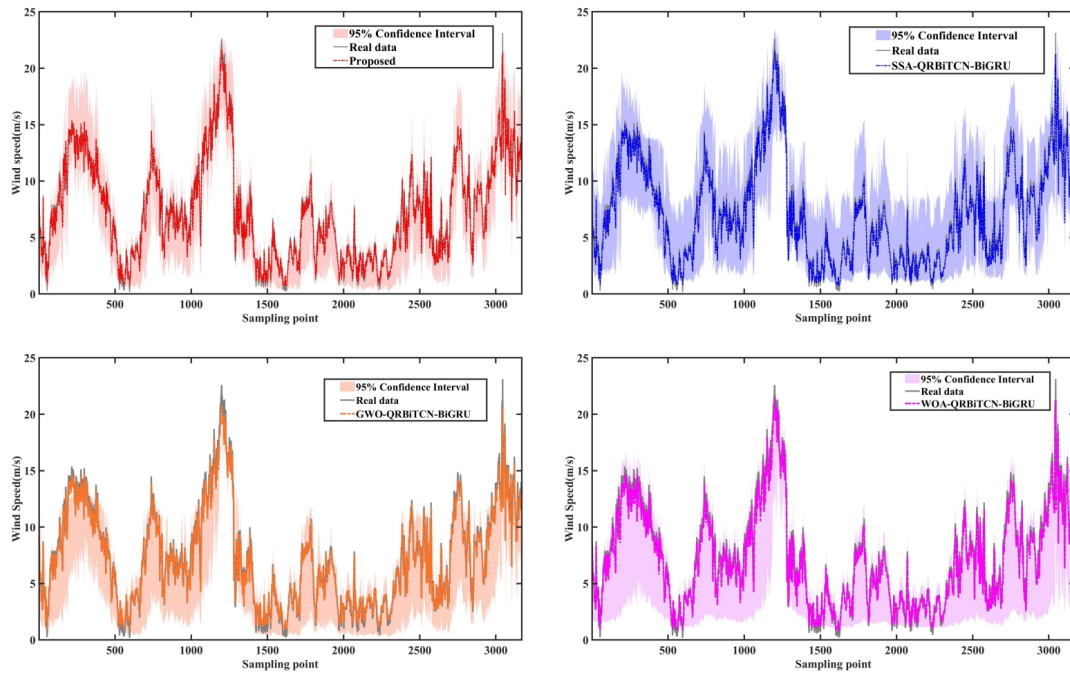 25
20
15
10
5
0
Wind speed(m/s)
95% Confidence Interval
Real data
Proposed
500
1000
1500
2000
2500
3000
Sampling point
25
20
15
10
5
0
Wind speed(m/s)
95% Confidence Interval
Real data
SSA-QRBiTCN-BiGRU
500
1000
1500
2000
2500
3000
Sampling point
25
20
15
10
5
0
Wind Speed(m/s)
95% Confidence Interval
Real data
GWO-QRBiTCN-BiGRU
500
1000
1500
2000
2500
3000
Sampling point
25
20
15
10
5
0
Wind Speed(m/s)
95% Confidence Interval
Real data
WOA-QRBiTCN-BiGRU
500
1000
1500
2000
2500
3000
Sampling point